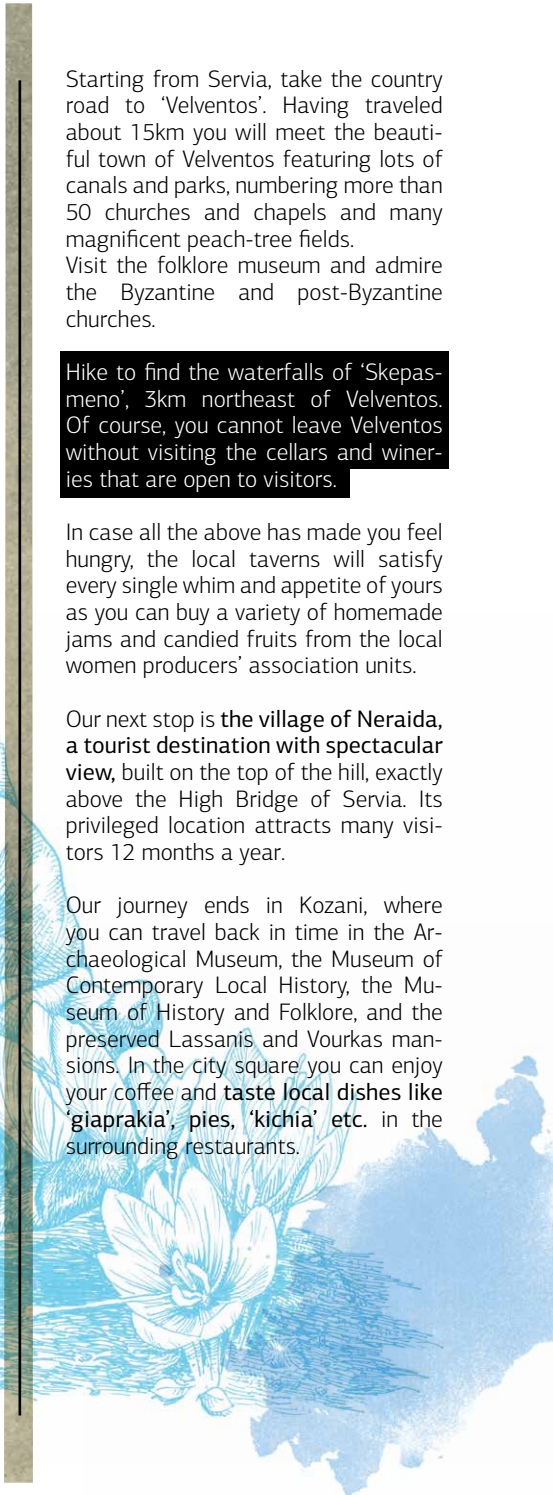 Starting from Servia, take the country
road to ‘Velventos’. Having traveled
about 15km you will meet the beauti-
ful town of Velventos featuring lots of
canals and parks, numbering more than
50 churches and chapels and many
magnificent peach-tree fields.
Visit the folklore museum and admire
the Byzantine and post-Byzantine
churches.
Hike to find the waterfalls of ‘Skepas-
meno’, 3km northeast of Velventos.
Of course, you cannot leave Velventos
without visiting the cellars and winer-
ies that are open to visitors.
In case all the above has made you feel
hungry, the local taverns will satisfy
every single whim and appetite of yours
as you can buy a variety of homemade
jams and candied fruits from the local
women producers’ association units.
Our next stop is the village of Neraida,
a tourist destination with spectacular
view, built on the top of the hill, exactly
above the High Bridge of Servia. Its
privileged location attracts many visi-
tors 12 months a year.
Our journey ends in Kozani, where
you can travel back in time in the Ar-
chaeological Museum, the Museum of
Contemporary Local History, the Mu-
seum of History and Folklore, and the
preserved Lassanis and Vourkas man-
sions. In the city square you can enjoy
your coffee and taste local dishes like
‘giaprakia’, pies, ‘kichia’ etc. in the
surrounding restaurants.